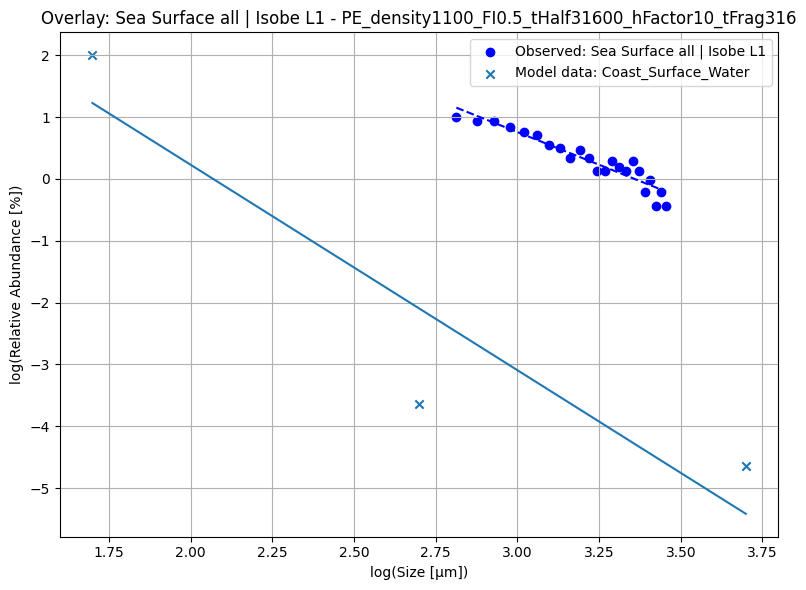 Overlay: Sea Surface all | Isobe L1 - PE_density1100_FI0.5_tHalf31600_hFactor10_tFrag316
Observed: Sea Surface all | Isobe L1
Model data: Coast_Surface_Water
log(Relative Abundance [%])
2
1
0
−1
−2
−3
−4
−5
1.75 2.00 2.25 2.50 2.75 3.00 3.25 3.50 3.75
log(Size [μm])